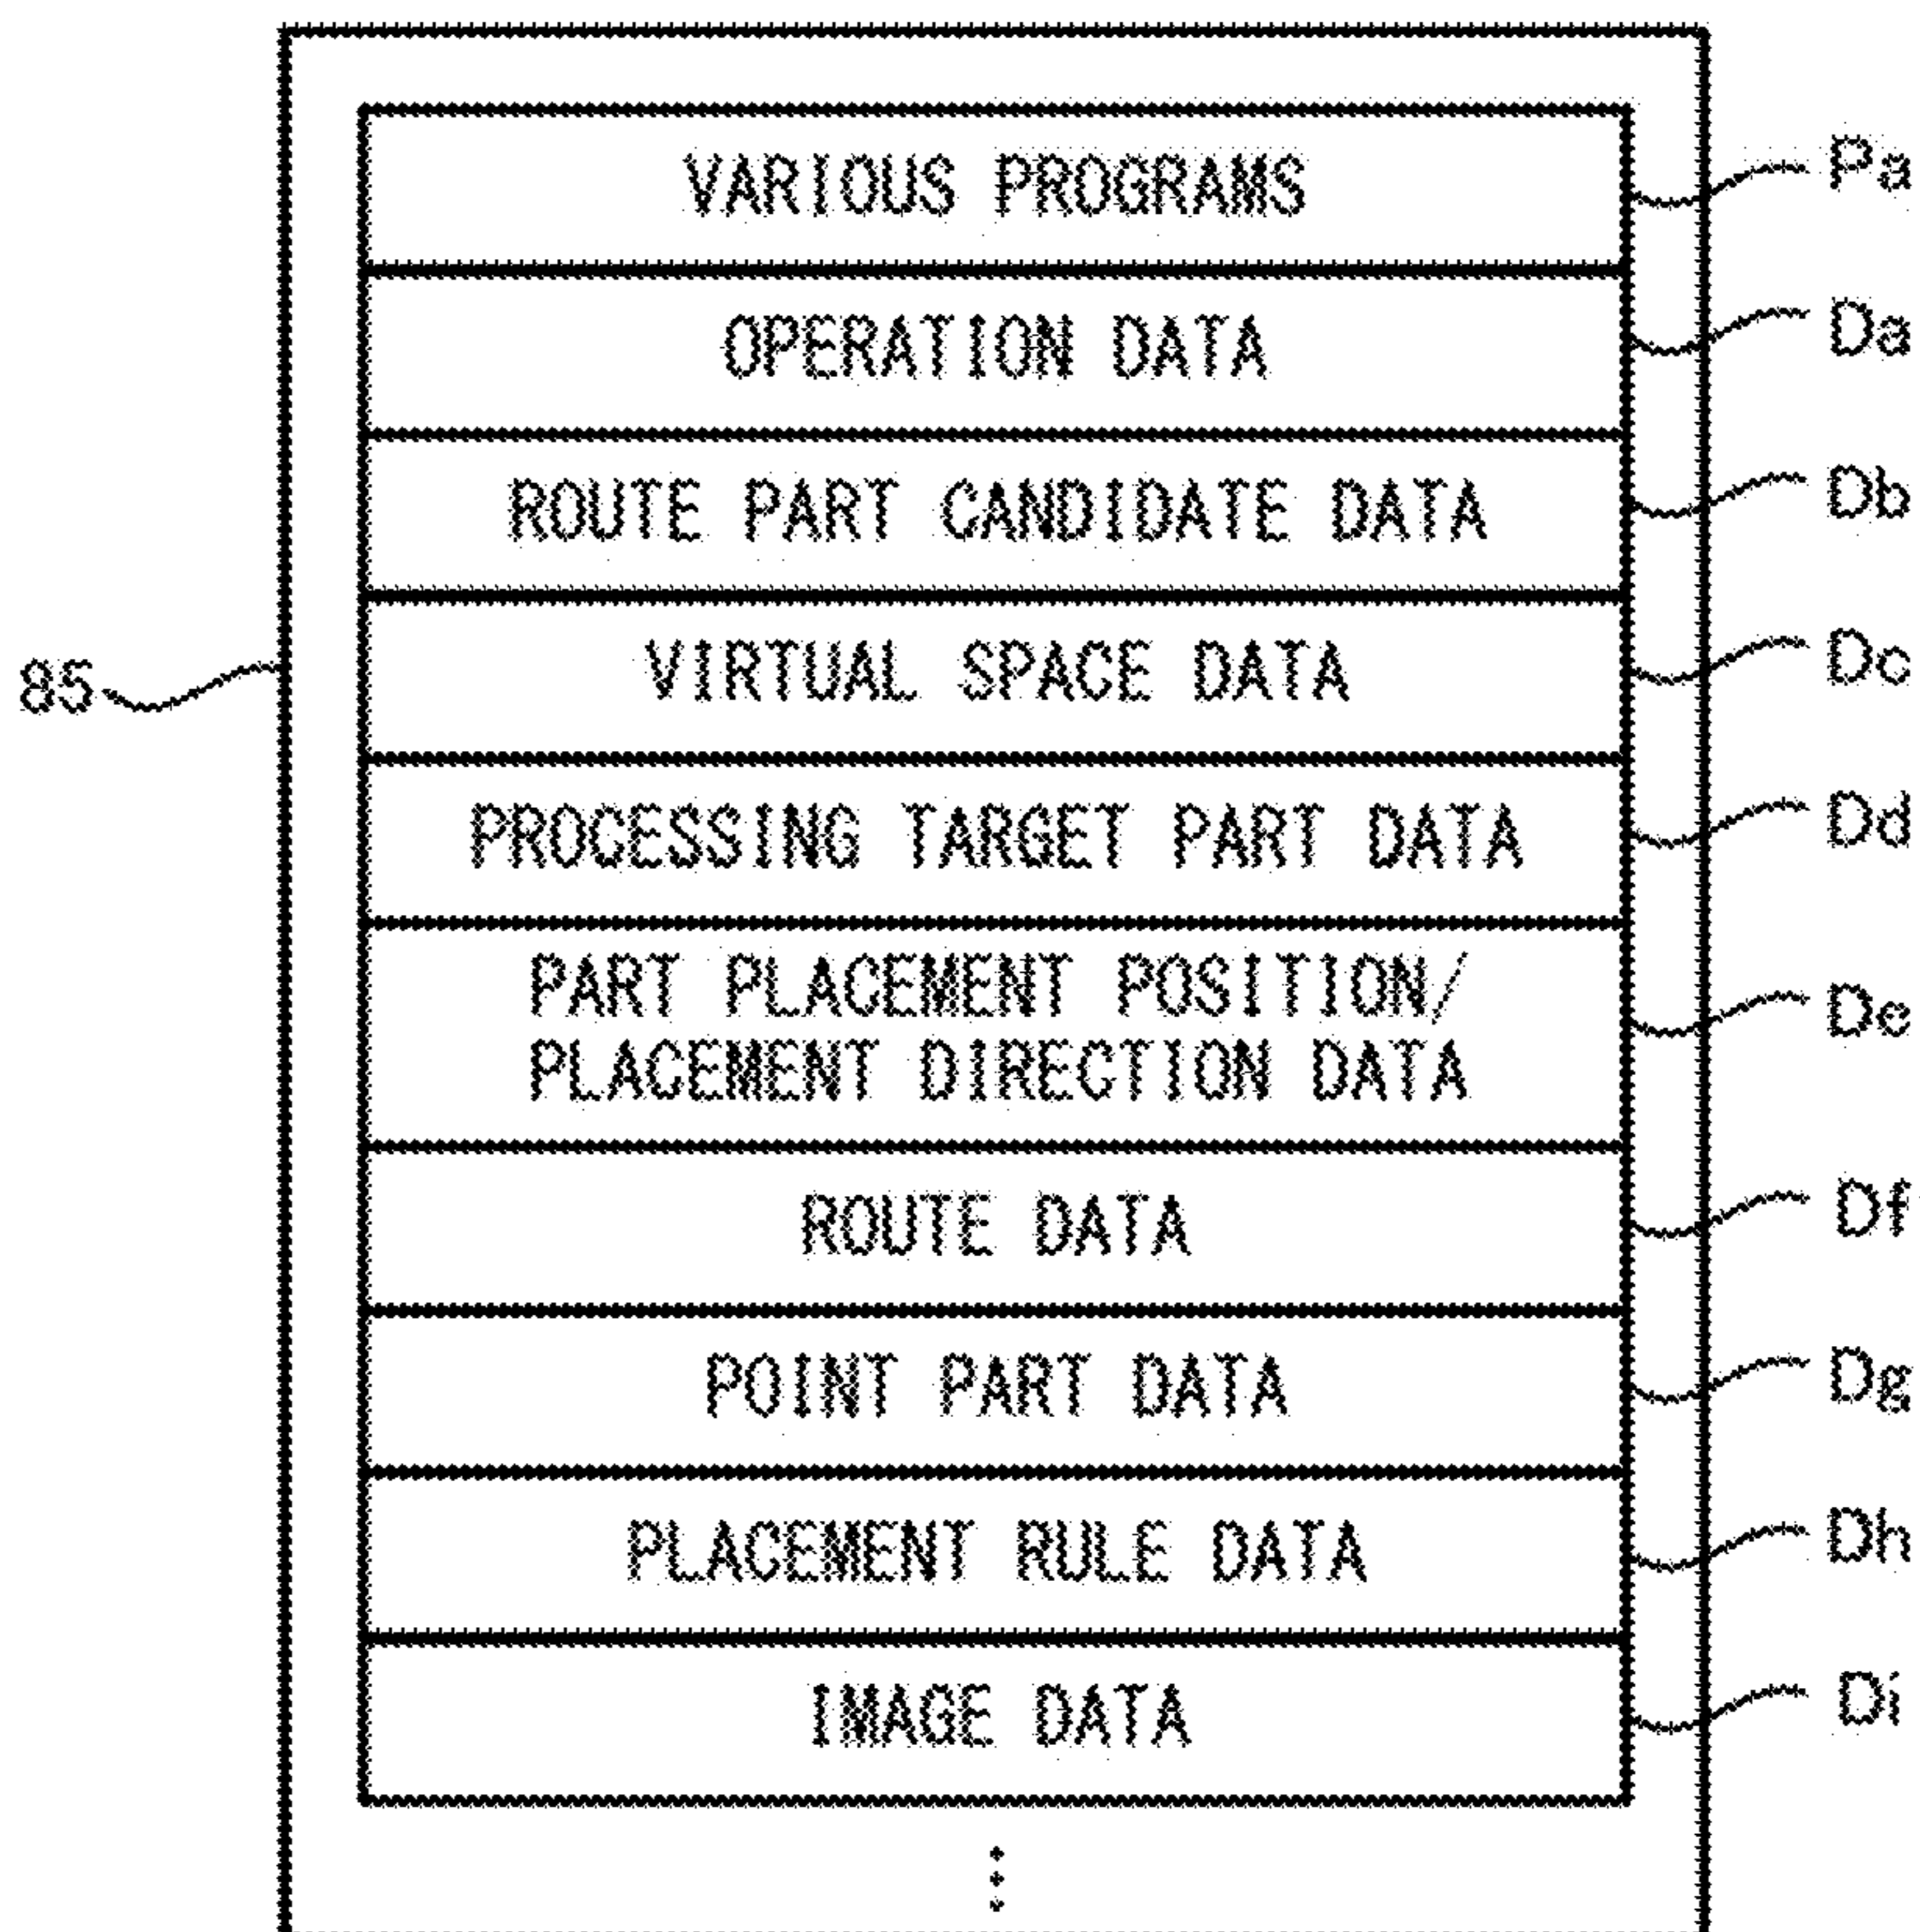 VARIOUS PROGRAMS Pa
OPERATION DATA Da
ROUTE PART CANDIDATE DATA Db
VIRTUAL SPACE DATA Dc
85
PROCESSING TARGET PART DATA Dd
PART PLACEMENT POSITION/
PLACEMENT DIRECTION DATA De
ROUTE DATA Df
POINT PART DATA Dg
PLACEMENT RULE DATA Dh
IMAGE DATA Di